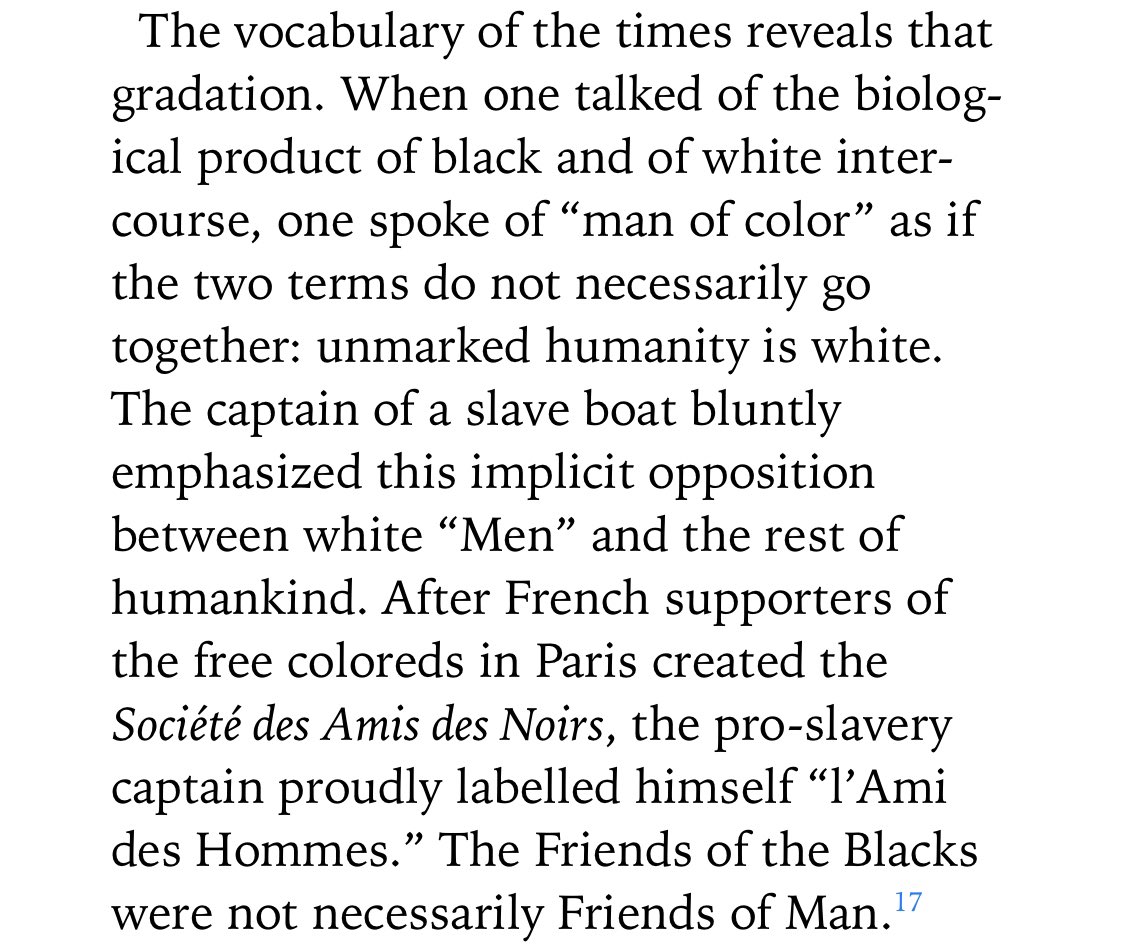 The vocabulary of the times reveals that
gradation. When one talked of the biolog-
ical product of black and of white inter-
course, one spoke of “man of color” as if
the two terms do not necessarily go
together: unmarked humanity is white.
The captain of a slave boat bluntly
emphasized this implicit opposition
between white “Men” and the rest of
humankind. After French supporters of
the free coloreds in Paris created the
Société des Amis des Noirs, the pro-slavery
captain proudly labelled himself “l’Ami
des Hommes.” The Friends of the Blacks
were not necessarily Friends of Man.17